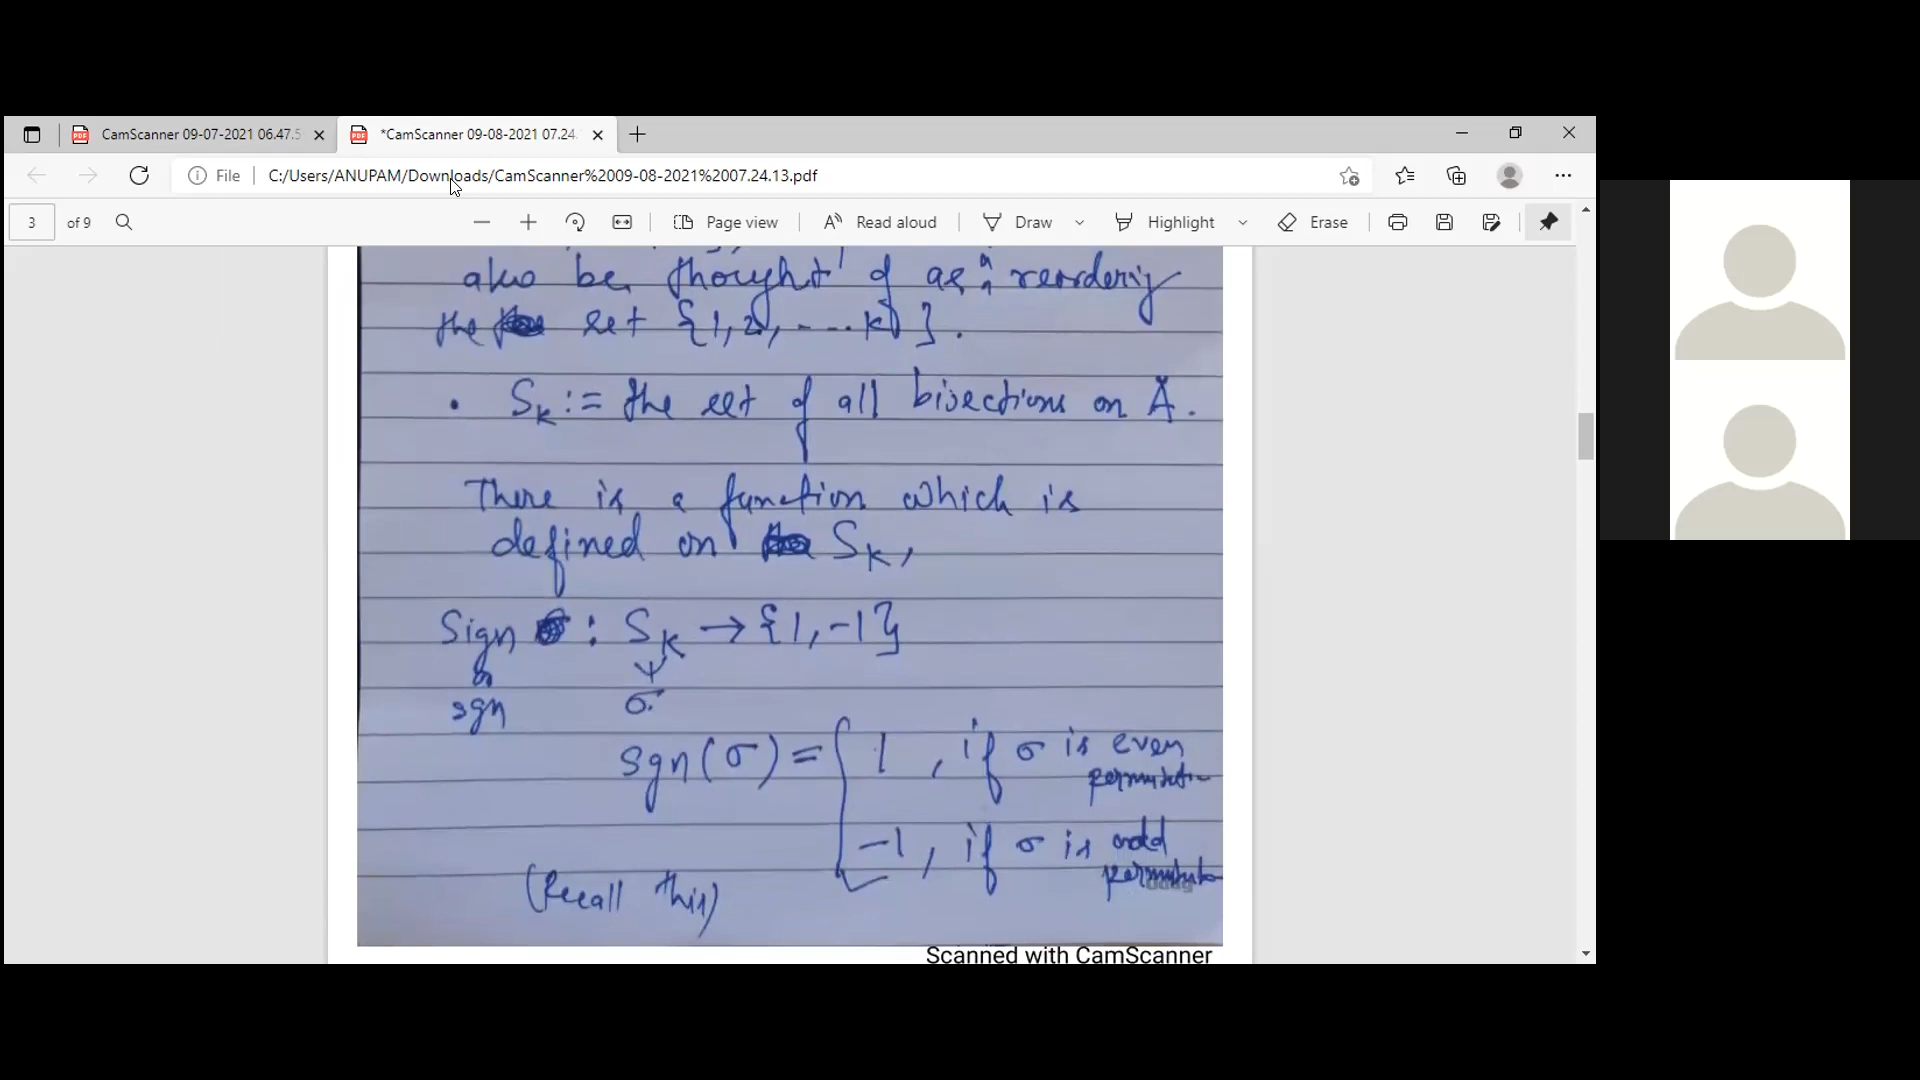 CamScanner 09-07-2021 06.47.5
*CamScanner 09-08-2021 07.24
File C:/Users/ANUPAM/Downloads/CamScanner%2009-08-2021%2007.24.13.pdf
3 of 9 Page view Read aloud Draw Highlight Erase
also be thought of as a reordering
the set {1, 2, ... k}.
• Sₖ := the set of all bijections on A.
There is a function which is
defined on Sₖ,
Sign : Sₖ → {1, -1}
or
sgn σ
sgn(σ) = { 1 , if σ is even
permutation
-1 , if σ is odd
permutation
(Recall this)
Scanned with CamScanner